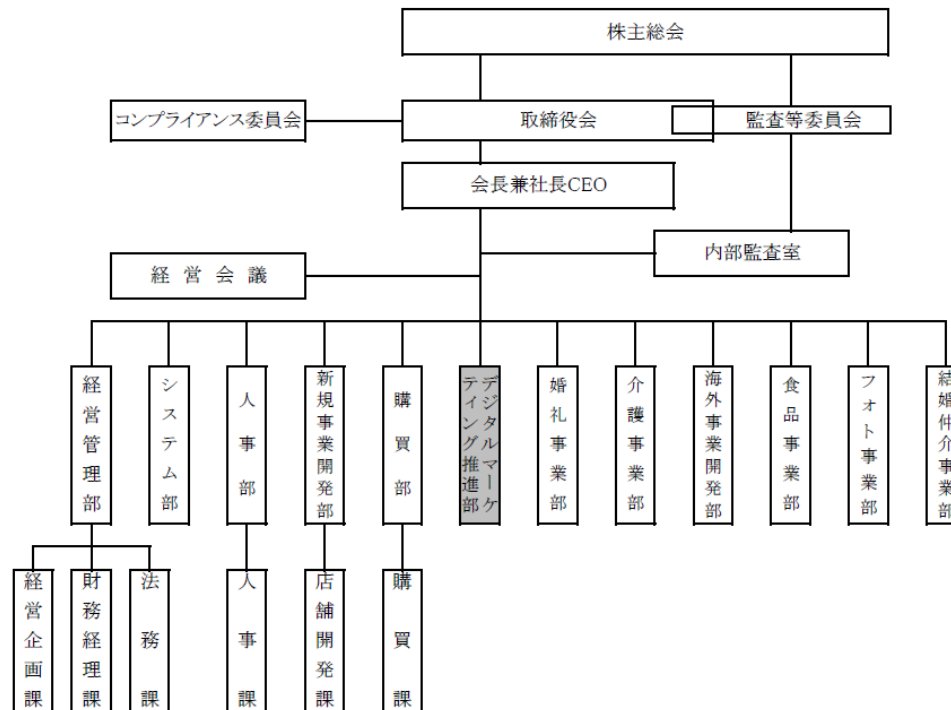 株主総会
コンプライアンス委員会
取締役会
監査等委員会
会長兼社長CEO
内部監査室
経営会議
経営管理部
システム部
人事部
新規事業開発部
購買部
デジタルマーケ
ティング推進部
婚礼事業部
介護事業部
海外事業開発部
食品事業部
フォト事業部
結婚仲介事業部
経営企画課
財務経理課
法務課
人事課
店舗開発課
購買課